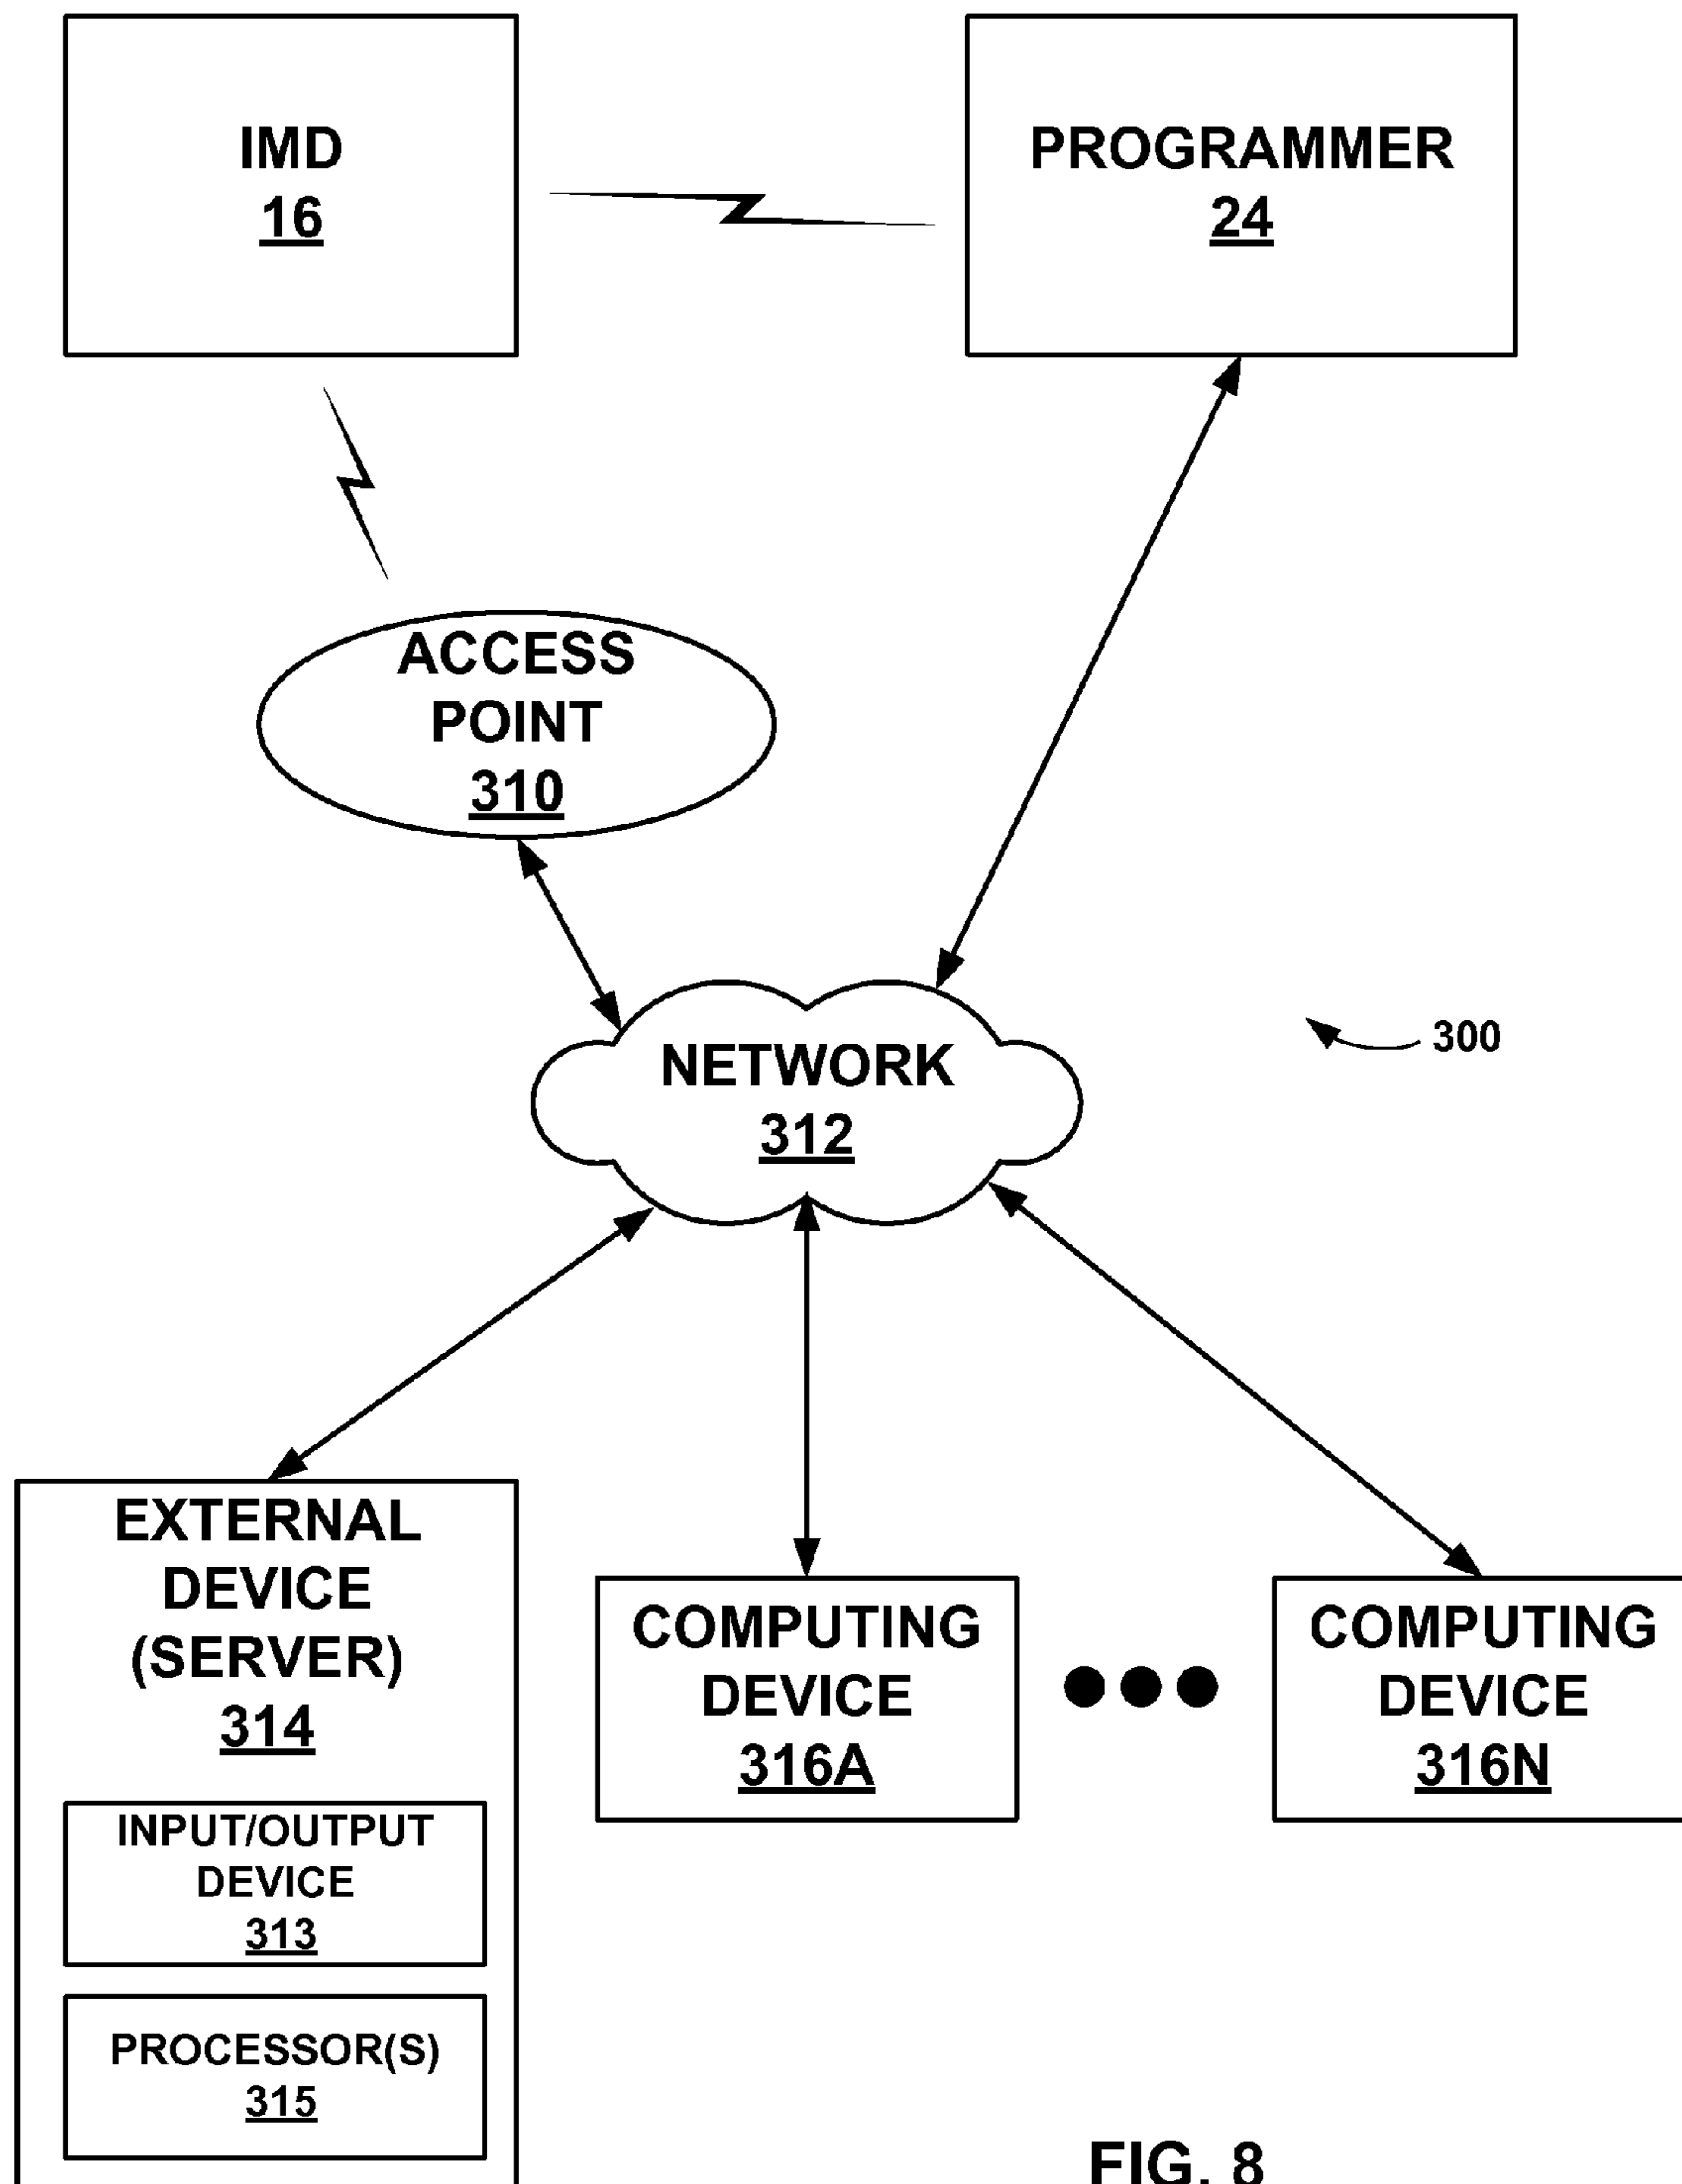 IMD
16
PROGRAMMER
24
ACCESS
POINT
310
NETWORK
312
300
EXTERNAL
DEVICE
(SERVER)
314
INPUT/OUTPUT
DEVICE
313
PROCESSOR(S)
315
COMPUTING
DEVICE
316A
COMPUTING
DEVICE
316N
FIG. 8